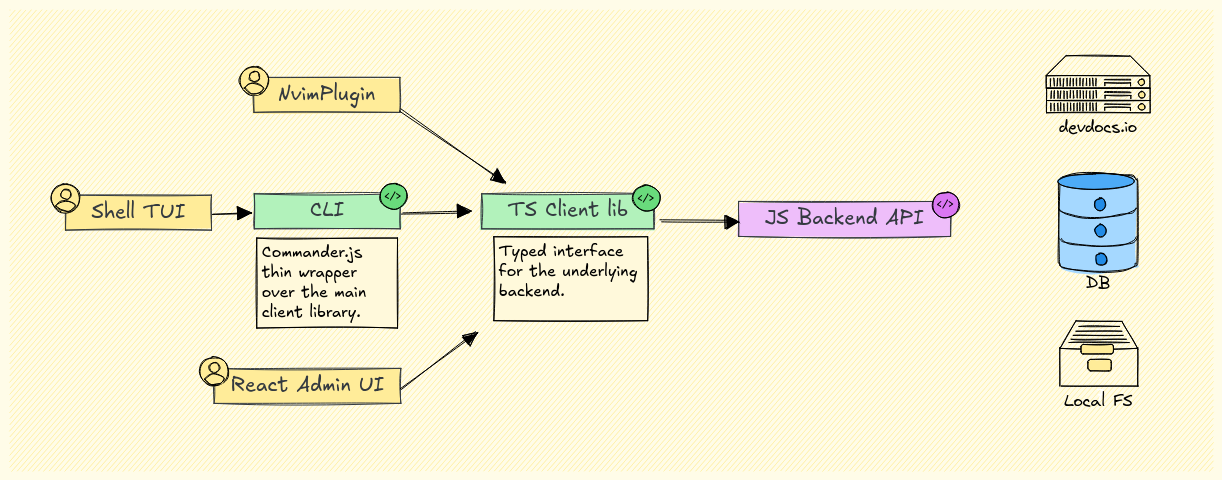 NvimPlugin
devdocs.io
Shell TUI
</>
CLI
</>
TS Client lib
</>
JS Backend API
Commander.js
thin wrapper
over the main
client library.
Typed interface
for the underlying
backend.
DB
React Admin UI
Local FS